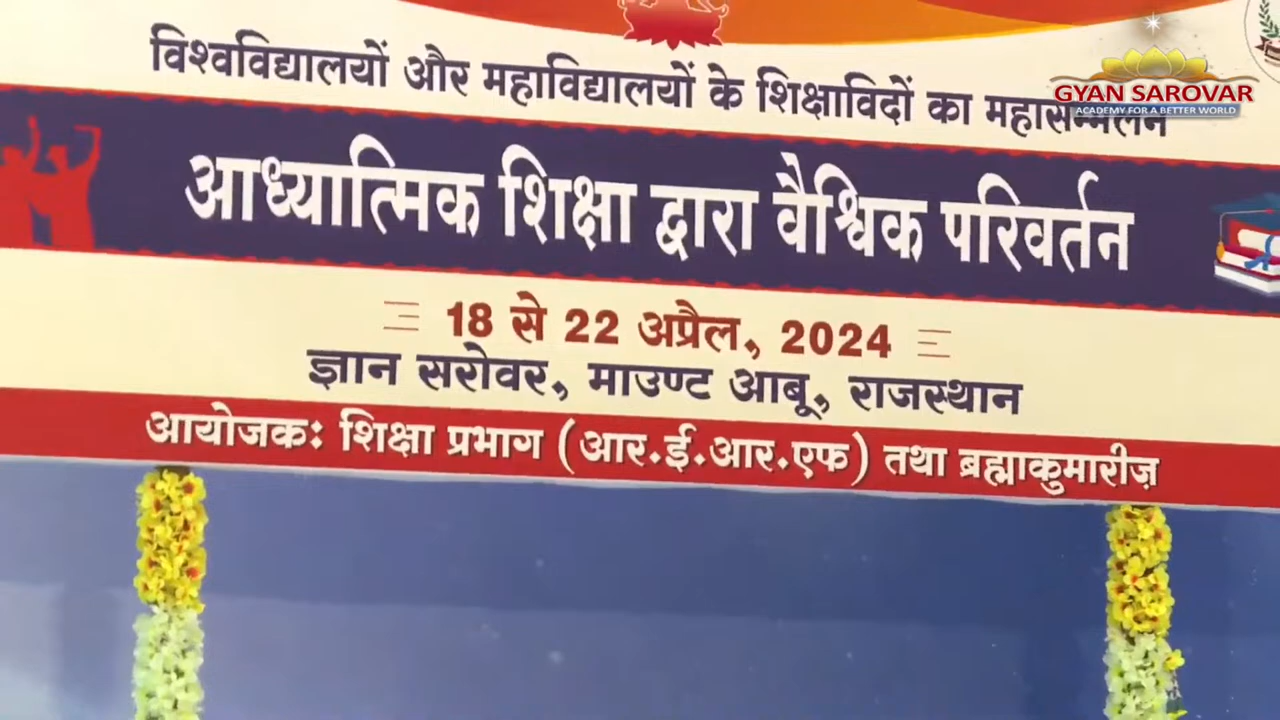 विश्वविद्यालयों और महाविद्यालयों के शिक्षाविदों का महासम्मेलन
GYAN SAROVAR
ACADEMY FOR A BETTER WORLD
आध्यात्मिक शिक्षा द्वारा वैश्विक परिवर्तन
18 से 22 अप्रैल, 2024
ज्ञान सरोवर, माउण्ट आबू, राजस्थान
आयोजकः शिक्षा प्रभाग (आर.ई.आर.एफ) तथा ब्रह्माकुमारीज़